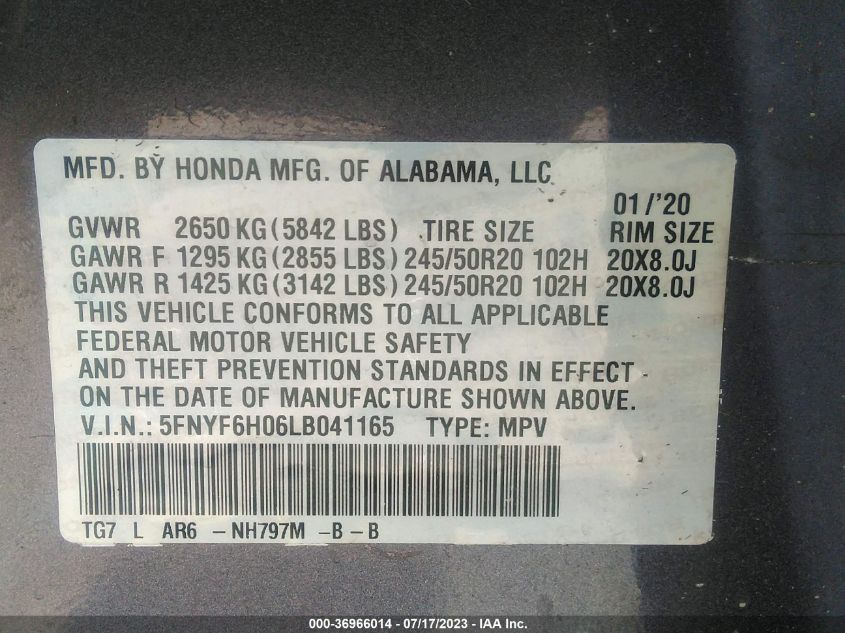 MFD. BY HONDA MFG. OF ALABAMA, LLC
01/'20
GVWR 2650 KG (5842 LBS) TIRE SIZE RIM SIZE
GAWR F 1295 KG (2855 LBS) 245/50R20 102H 20X8.0J
GAWR R 1425 KG (3142 LBS) 245/50R20 102H 20X8.0J
THIS VEHICLE CONFORMS TO ALL APPLICABLE
FEDERAL MOTOR VEHICLE SAFETY
AND THEFT PREVENTION STANDARDS IN EFFECT
ON THE DATE OF MANUFACTURE SHOWN ABOVE.
V.I.N.: 5FNYF6H06LB041165 TYPE: MPV
TG7 L AR6 -NH797M -B-B
000-36966014 - 07/17/2023 - IAA Inc.